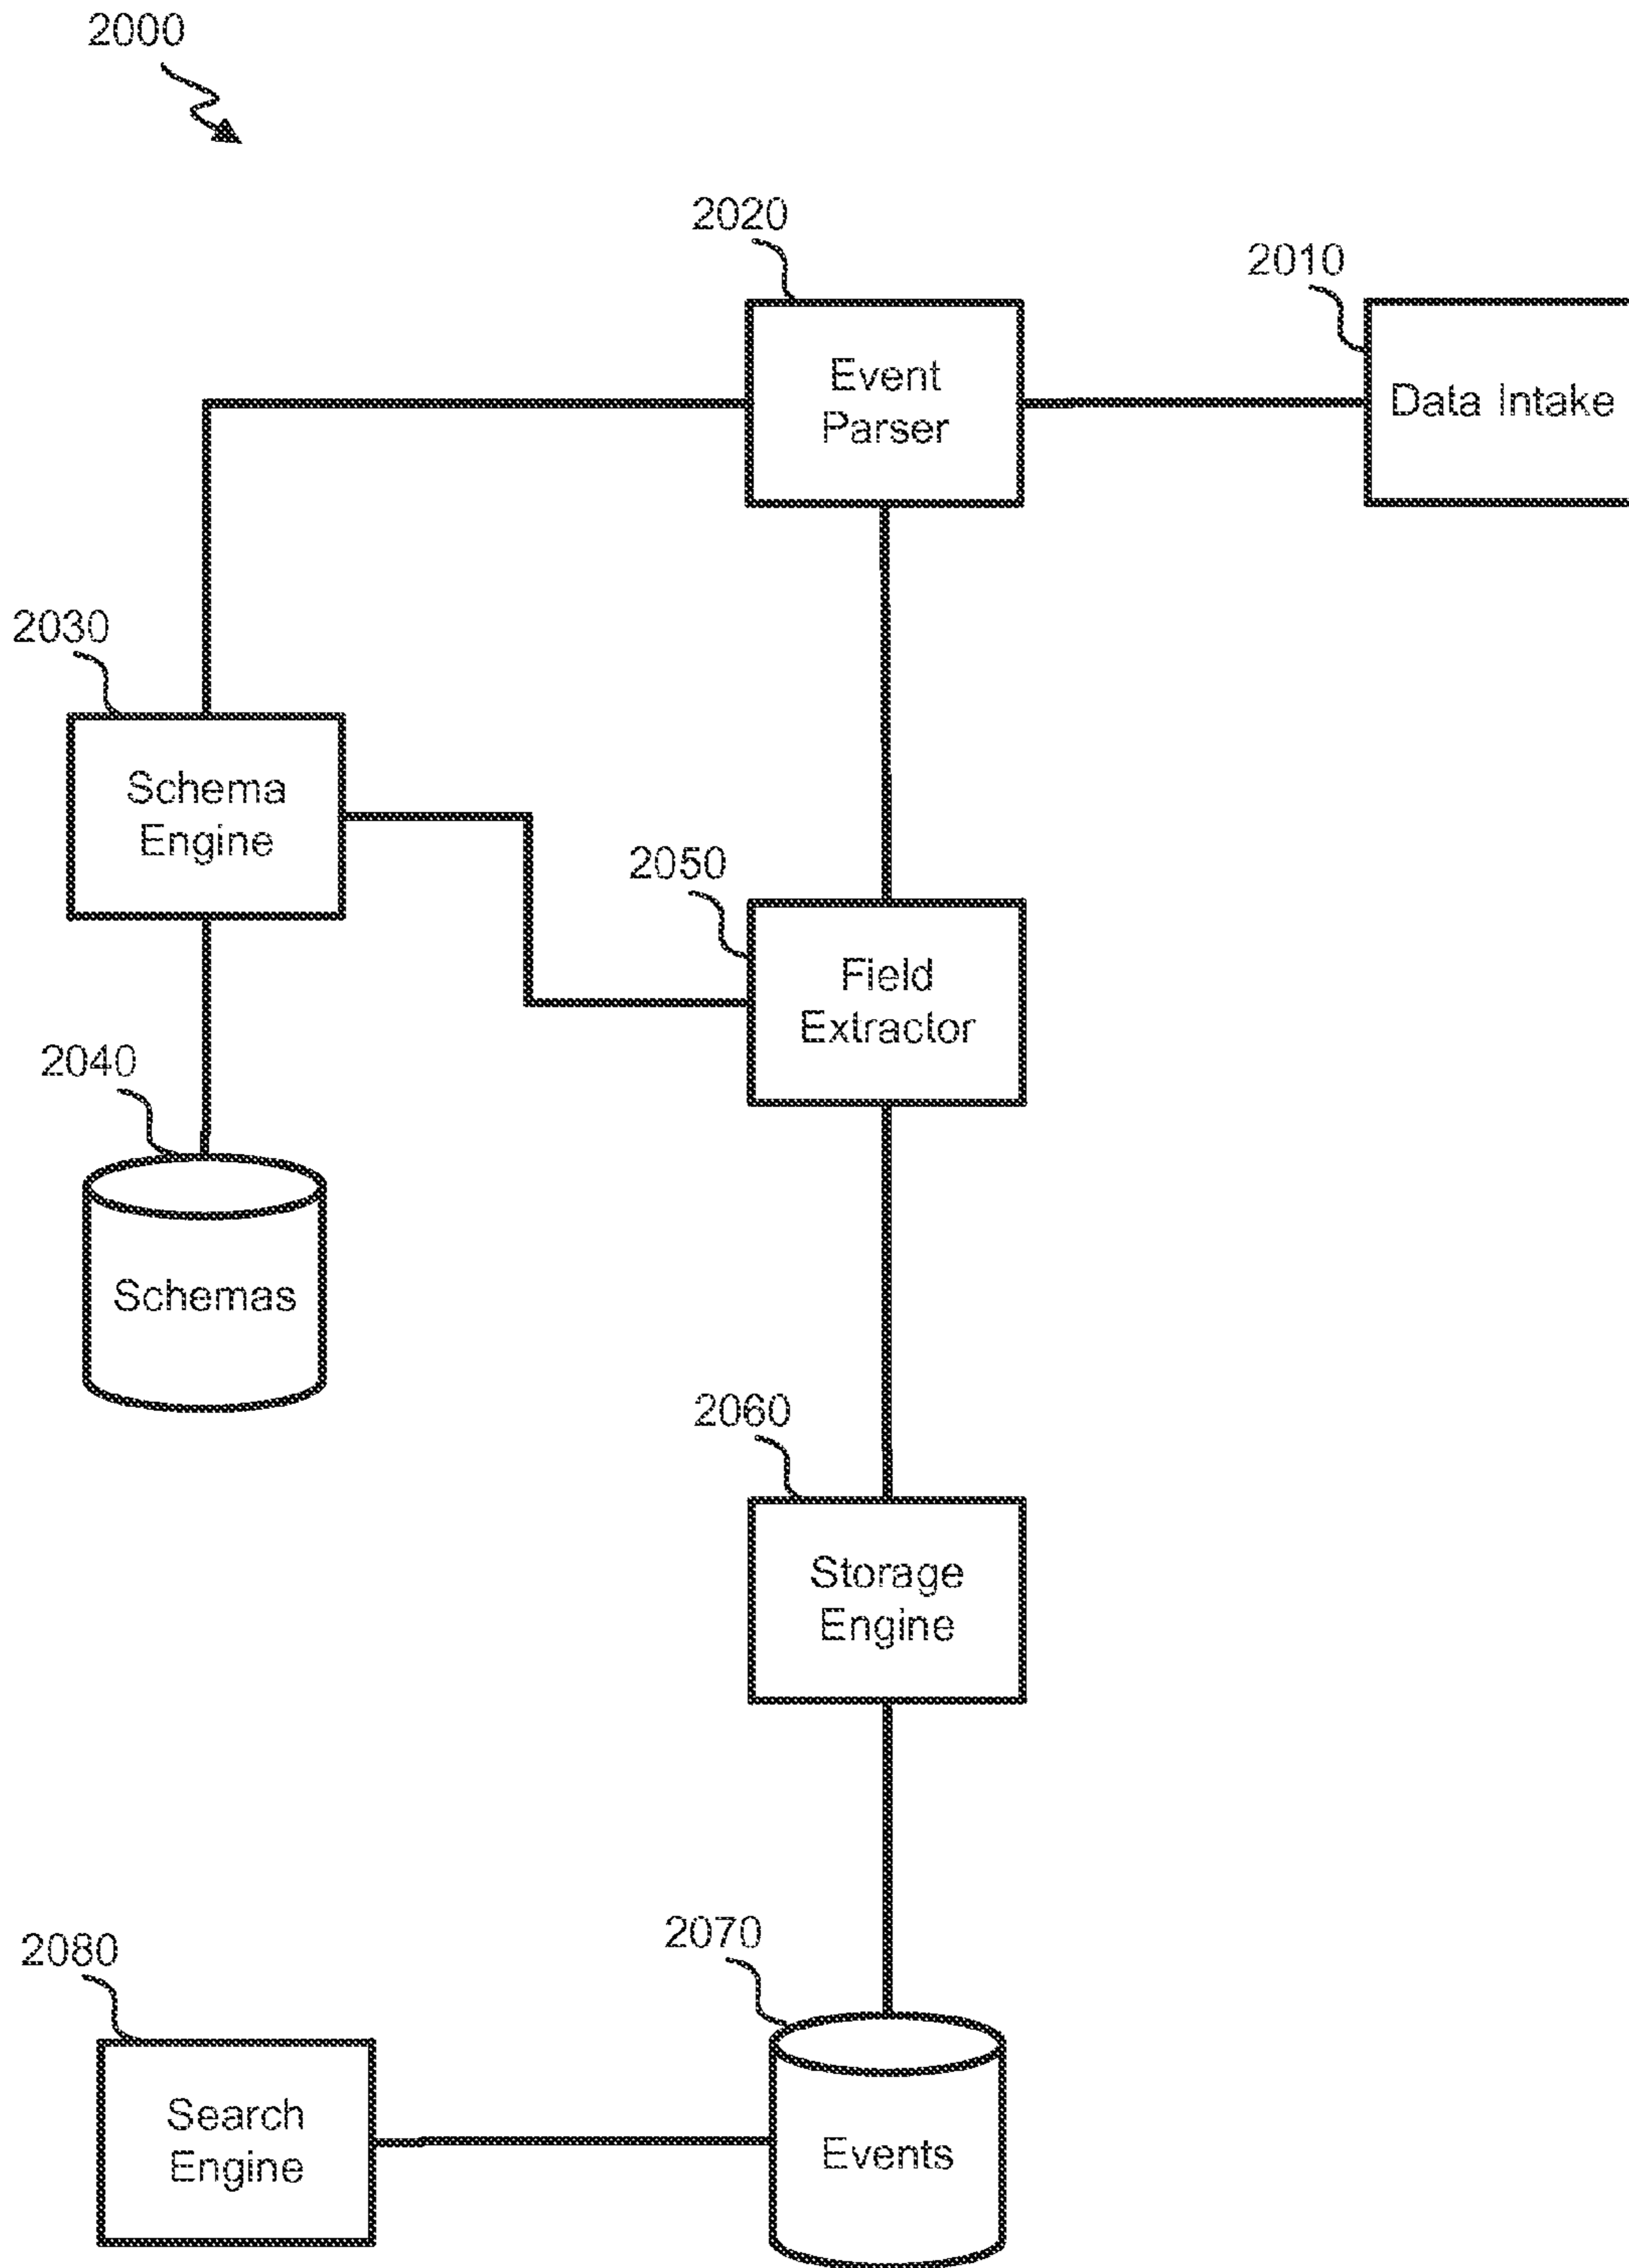 2000
2020
2010
Event
Parser
Data Intake
2030
Schema
Engine
2050
Field
Extractor
2040
Schemas
2060
Storage
Engine
2080
2070
Search
Engine
Events